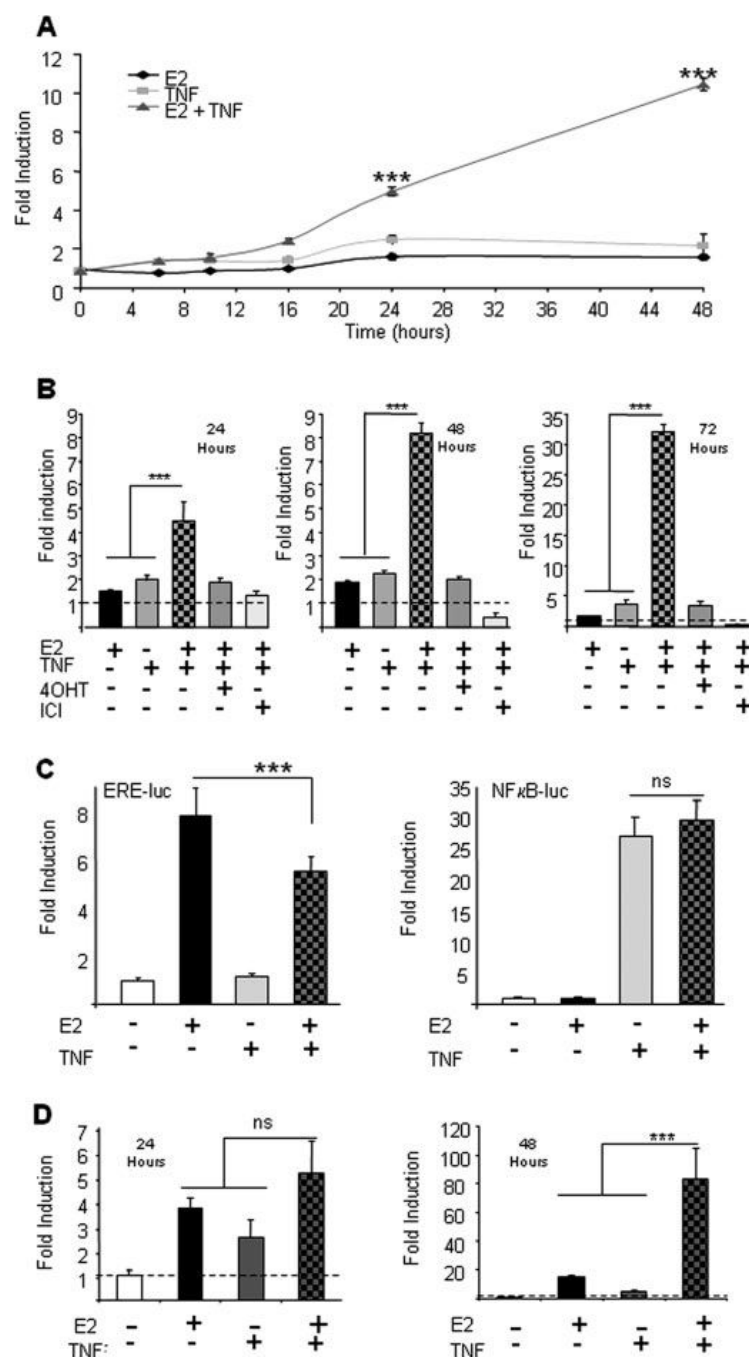 A
12
10
8
6
4
2
0
Fold Induction
E2
TNF
E2 + TNF
***
***
0 4 8 12 16 20 24 28 32 36 40 44 48
Time (hours)
B
9
8
7
6
5
4
3
2
1
Fold induction
24
Hours
***
9
8
7
6
5
4
3
2
1
Fold Induction
48
Hours
***
35
30
25
20
15
10
5
Fold Induction
72
Hours
***
E2 + - + + + + - + + + + - + + +
TNF - + + + + - + + + + - + + + +
4OHT - - - + - - - - + - - - - + -
ICI - - - - + - - - - + - - - - +
C
8
6
4
2
Fold Induction
ERE-luc
***
35
30
25
20
15
10
5
Fold Induction
NFκB-luc
ns
E2 - + - + E2 - + - +
TNF - - + + TNF - - + +
D
7
6
5
4
3
2
1
Fold Induction
24
Hours
ns
120
100
80
60
40
20
Fold Induction
48
Hours
***
E2 - + - + E2 - + - +
TNF: - - + + TNF - - + +